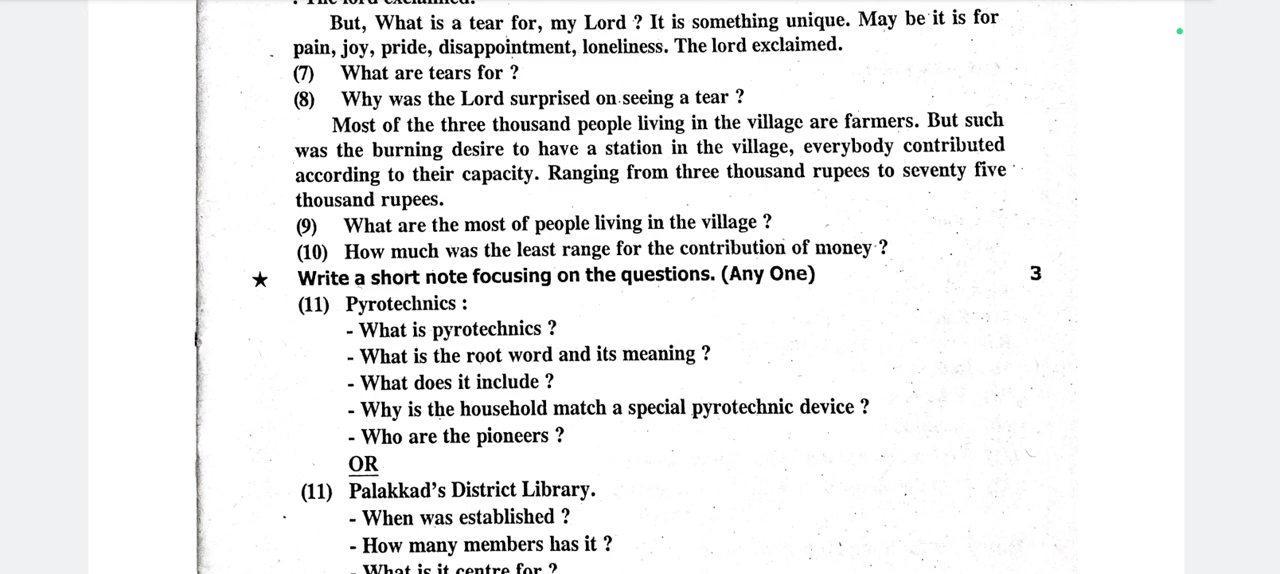 But, What is a tear for, my Lord ? It is something unique. May be it is for
pain, joy, pride, disappointment, loneliness. The lord exclaimed.
(7) What are tears for ?
(8) Why was the Lord surprised on seeing a tear ?
Most of the three thousand people living in the village are farmers. But such
was the burning desire to have a station in the village, everybody contributed
according to their capacity. Ranging from three thousand rupees to seventy five
thousand rupees.
(9) What are the most of people living in the village ?
(10) How much was the least range for the contribution of money ?
★ Write a short note focusing on the questions. (Any One) 3
(11) Pyrotechnics :
- What is pyrotechnics ?
- What is the root word and its meaning ?
- What does it include ?
- Why is the household match a special pyrotechnic device ?
- Who are the pioneers ?
OR
(11) Palakkad's District Library.
- When was established ?
- How many members has it ?
- What is it centre for ?